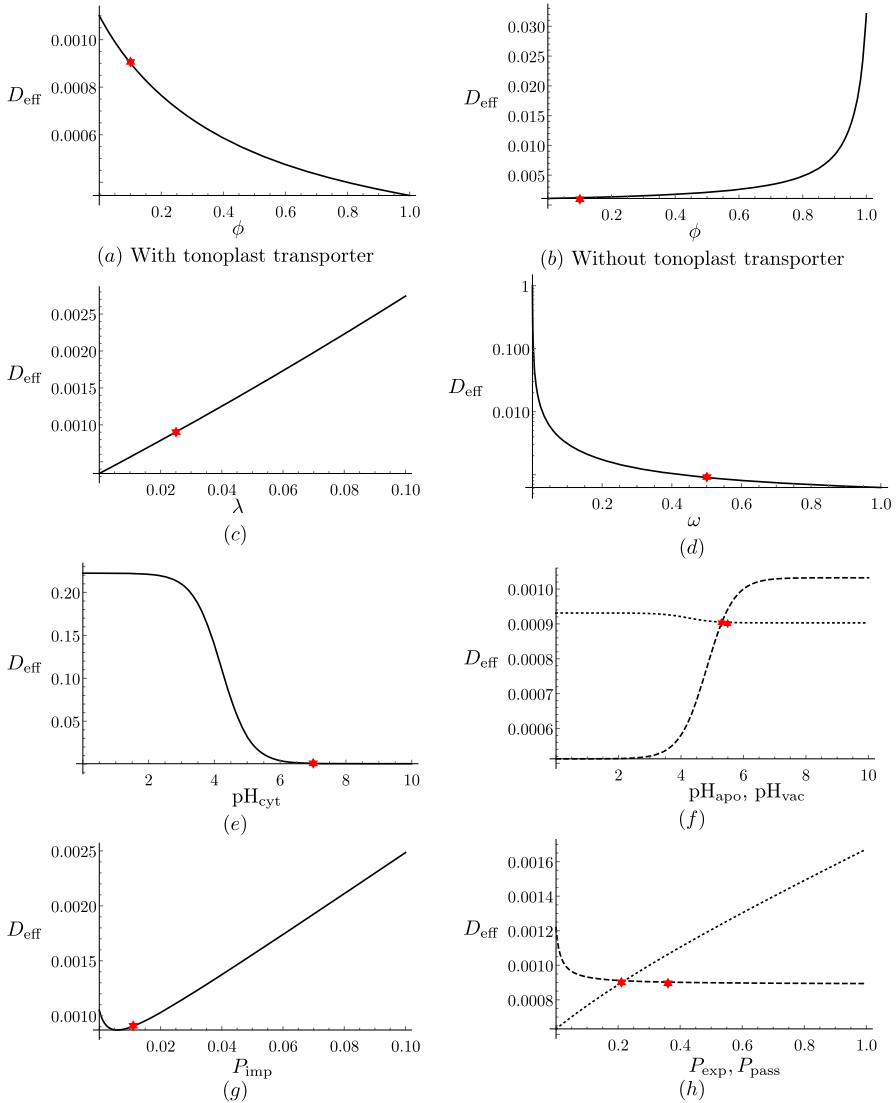 0.0010
0.0008
0.0006
D_eff
0.2 0.4 0.6 0.8 1.0
ϕ
(a) With tonoplast transporter
0.030
0.025
0.020
0.015
0.010
0.005
D_eff
0.2 0.4 0.6 0.8 1.0
ϕ
(b) Without tonoplast transporter
0.0025
0.0020
0.0015
0.0010
D_eff
0.02 0.04 0.06 0.08 0.10
λ
(c)
1
0.100
0.010
D_eff
0.2 0.4 0.6 0.8 1.0
ω
(d)
0.20
0.15
0.10
0.05
D_eff
2 4 6 8 10
pH_cyt
(e)
0.0010
0.0009
0.0008
0.0007
0.0006
D_eff
2 4 6 8 10
pH_apo, pH_vac
(f)
0.0025
0.0020
0.0015
0.0010
D_eff
0.02 0.04 0.06 0.08 0.10
P_imp
(g)
0.0016
0.0014
0.0012
0.0010
0.0008
D_eff
0.2 0.4 0.6 0.8 1.0
P_exp, P_pass
(h)